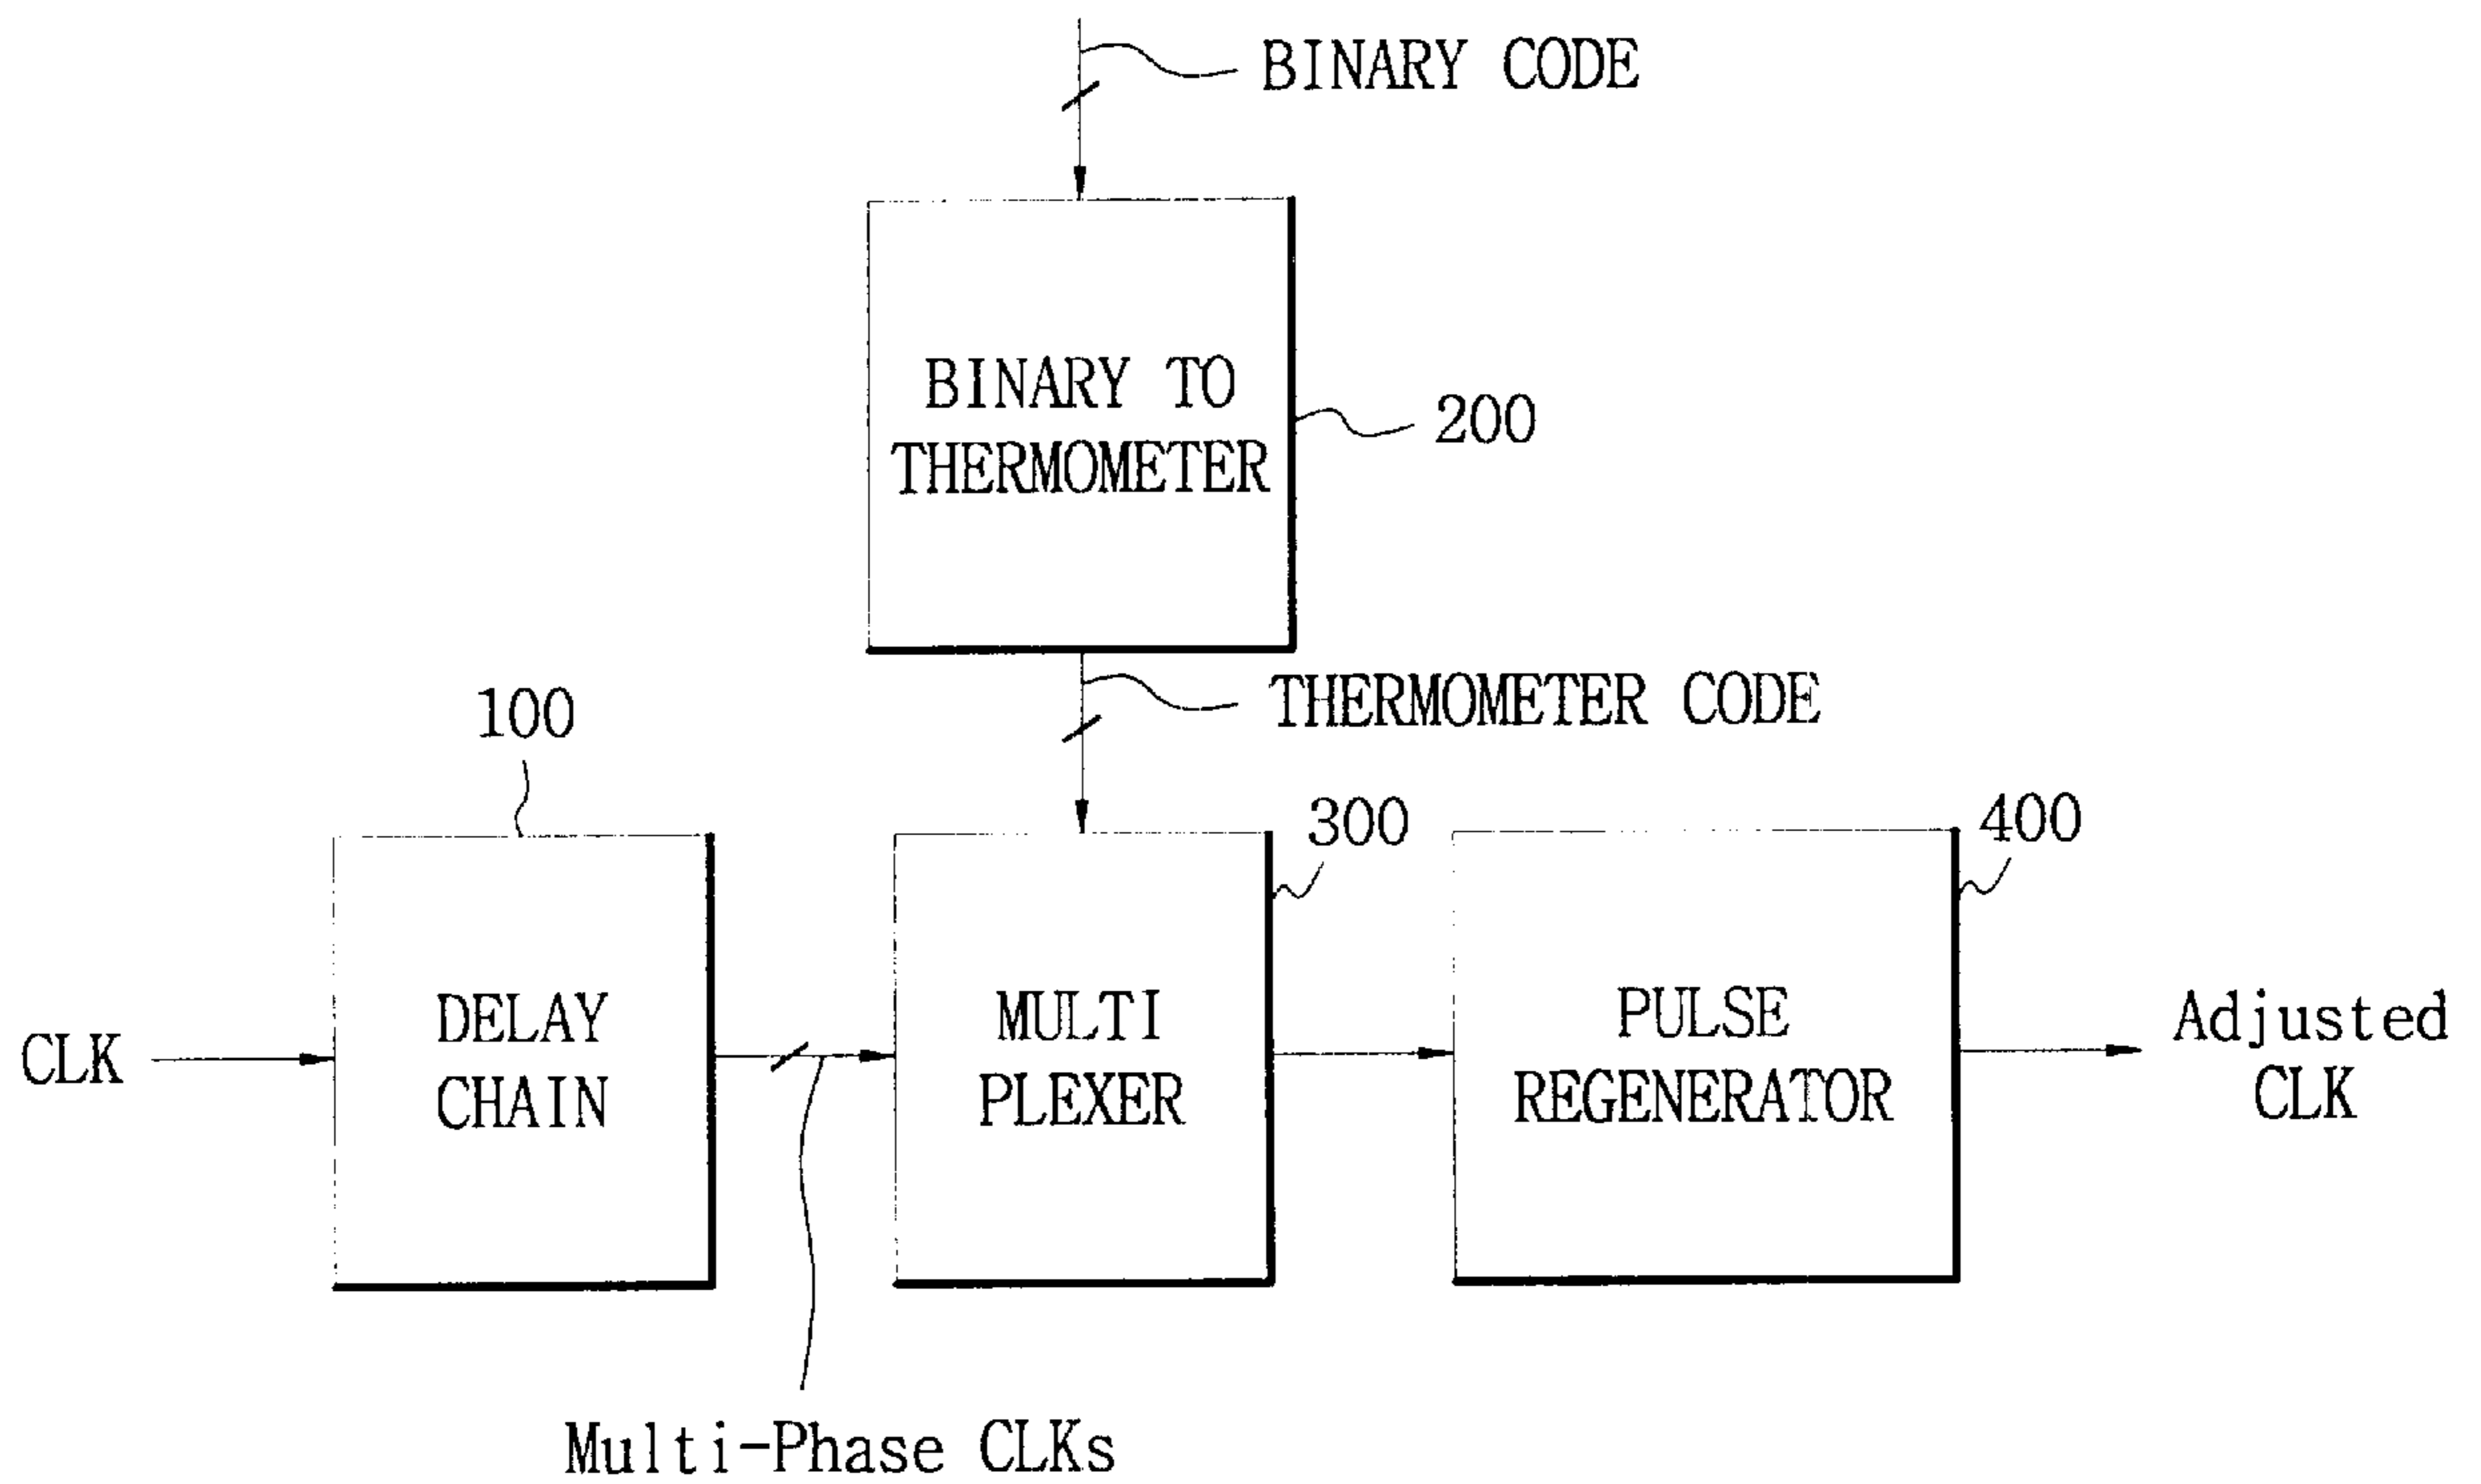 BINARY CODE
BINARY TO
THERMOMETER
200
THERMOMETER CODE
100
300
400
CLK
DELAY
CHAIN
MULTI
PLEXER
PULSE
REGENERATOR
Adjusted
CLK
Multi-Phase CLKs